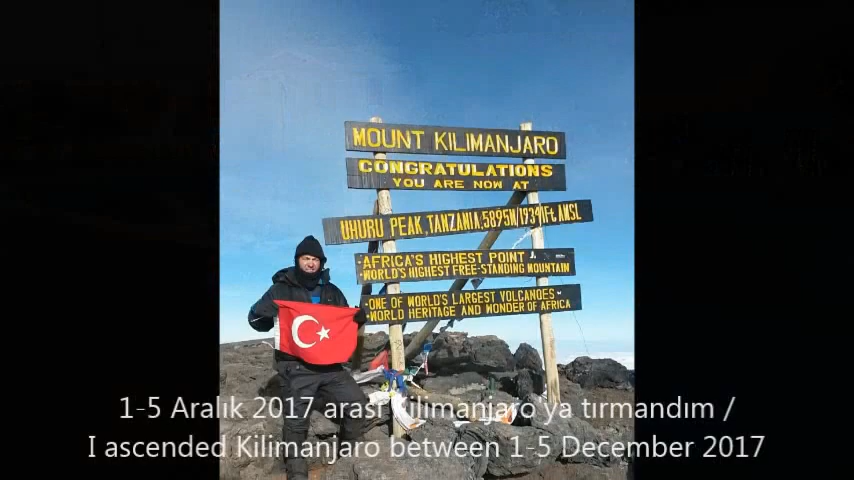 MOUNT KILIMANJARO
CONGRATULATIONS
YOU ARE NOW AT
UHURU PEAK, TANZANIA, 5895M/19341Ft. AMSL
• AFRICA'S HIGHEST POINT
• WORLD'S HIGHEST FREE-STANDING MOUNTAIN
• ONE OF WORLD'S LARGEST VOLCANOES
• WORLD HERITAGE AND WONDER OF AFRICA
1-5 Aralık 2017 arası Kilimanjaro ya tırmandım /
I ascended Kilimanjaro between 1-5 December 2017